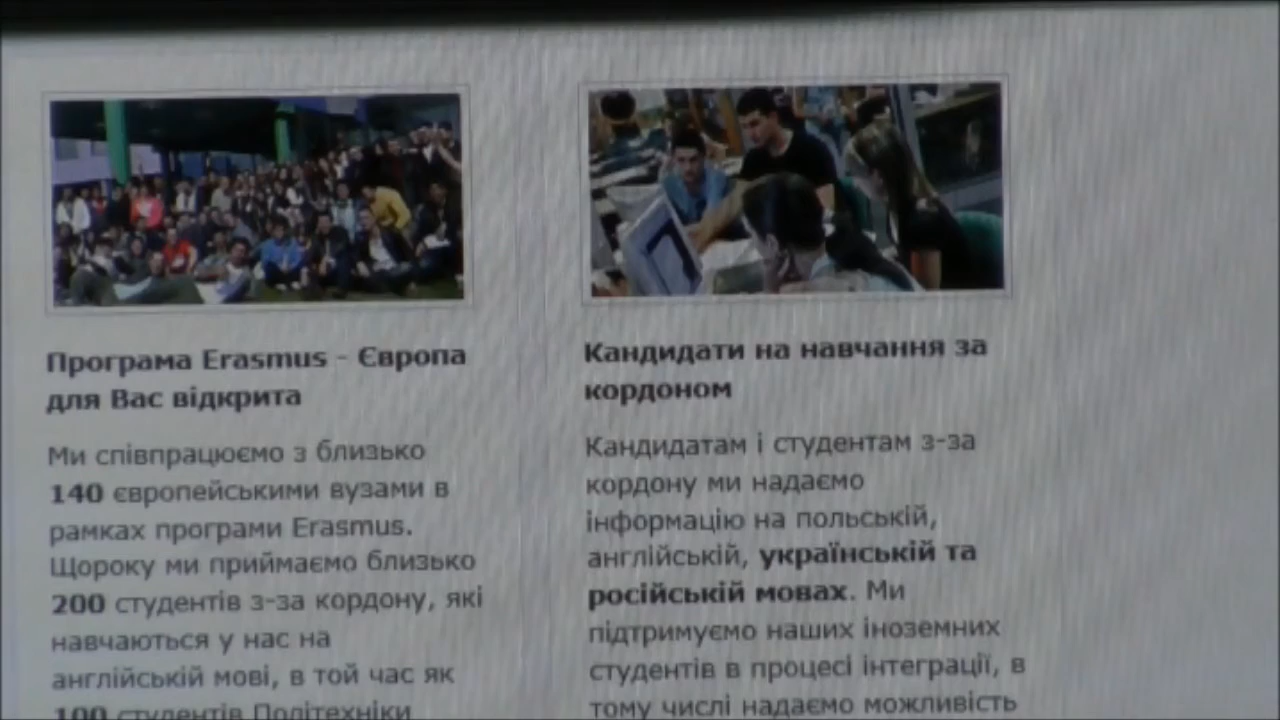 Програма Erasmus - Європа
для Вас відкрита
Ми співпрацюємо з близько
140 європейськими вузами в
рамках програми Erasmus.
Щороку ми приймаємо близько
200 студентів з-за кордону, які
навчаються у нас на
англійській мові, в той час як
100 студентів Політехніки
Кандидати на навчання за
кордоном
Кандидатам і студентам з-за
кордону ми надаємо
інформацію на польській,
англійській, українській та
російській мовах. Ми
підтримуємо наших іноземних
студентів в процесі інтеграції, в
тому числі надаємо можливість